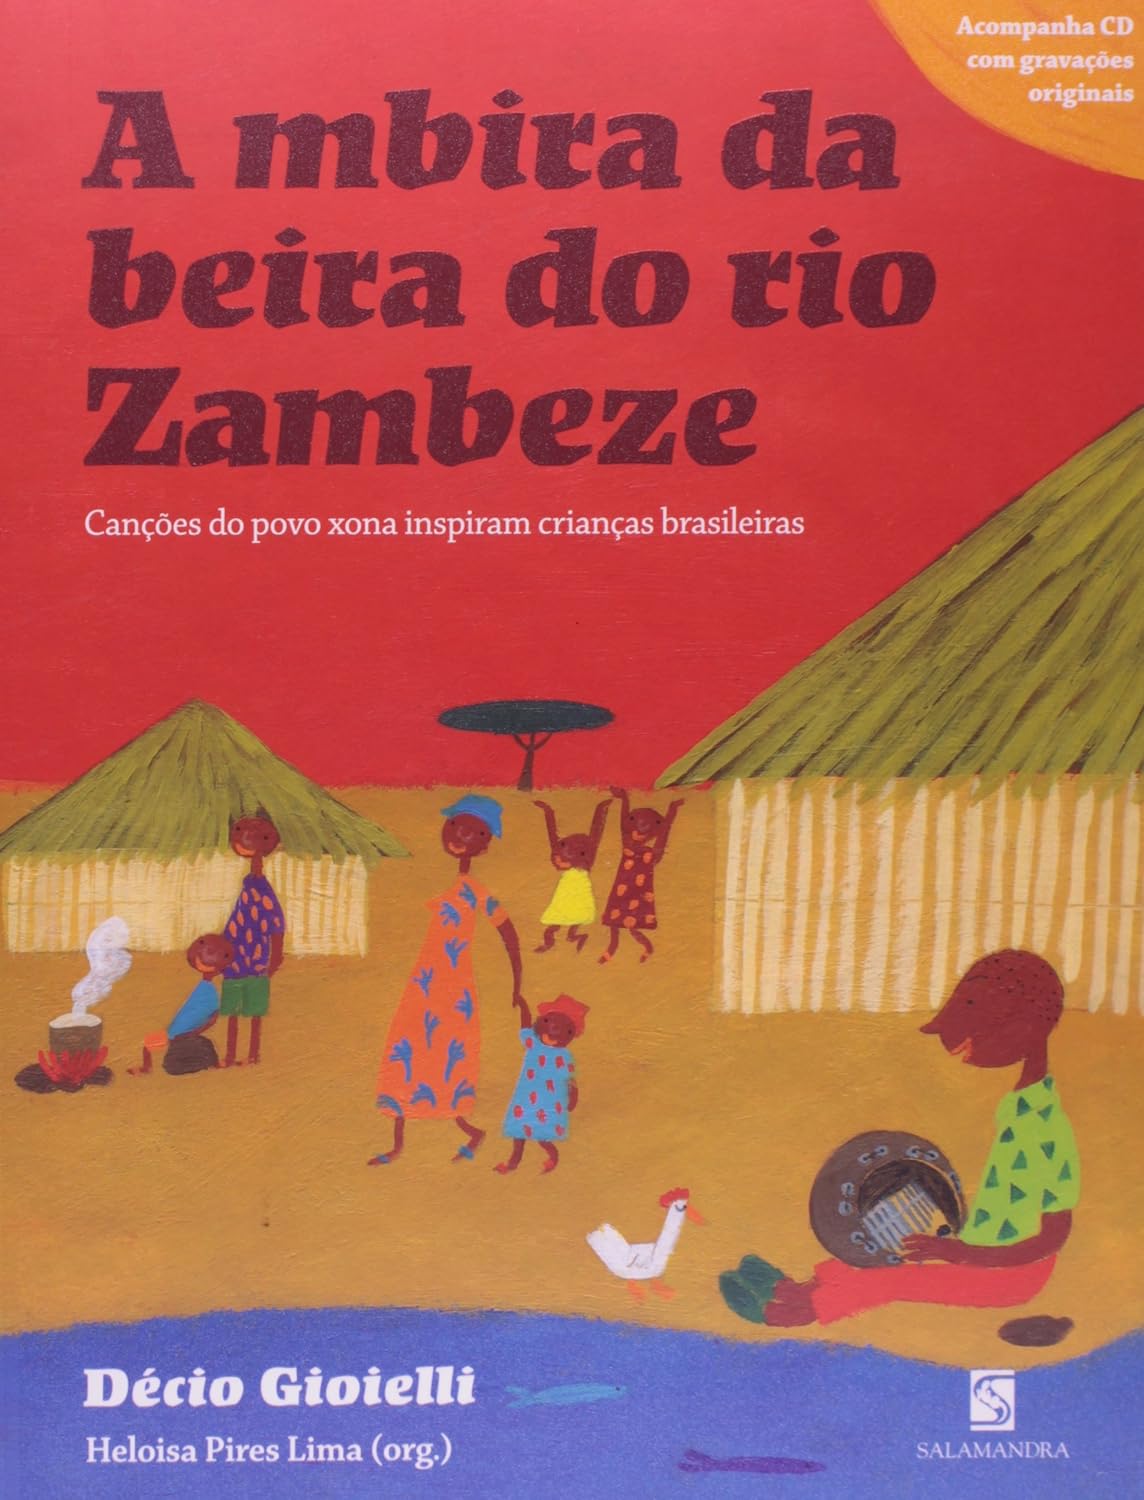 Acompanha CD
com gravações
originais
A mbira da
beira do rio
Zambeze
Canções do povo xona inspiram crianças brasileiras
Décio Gioielli
Heloisa Pires Lima (org.)
SALAMANDRA